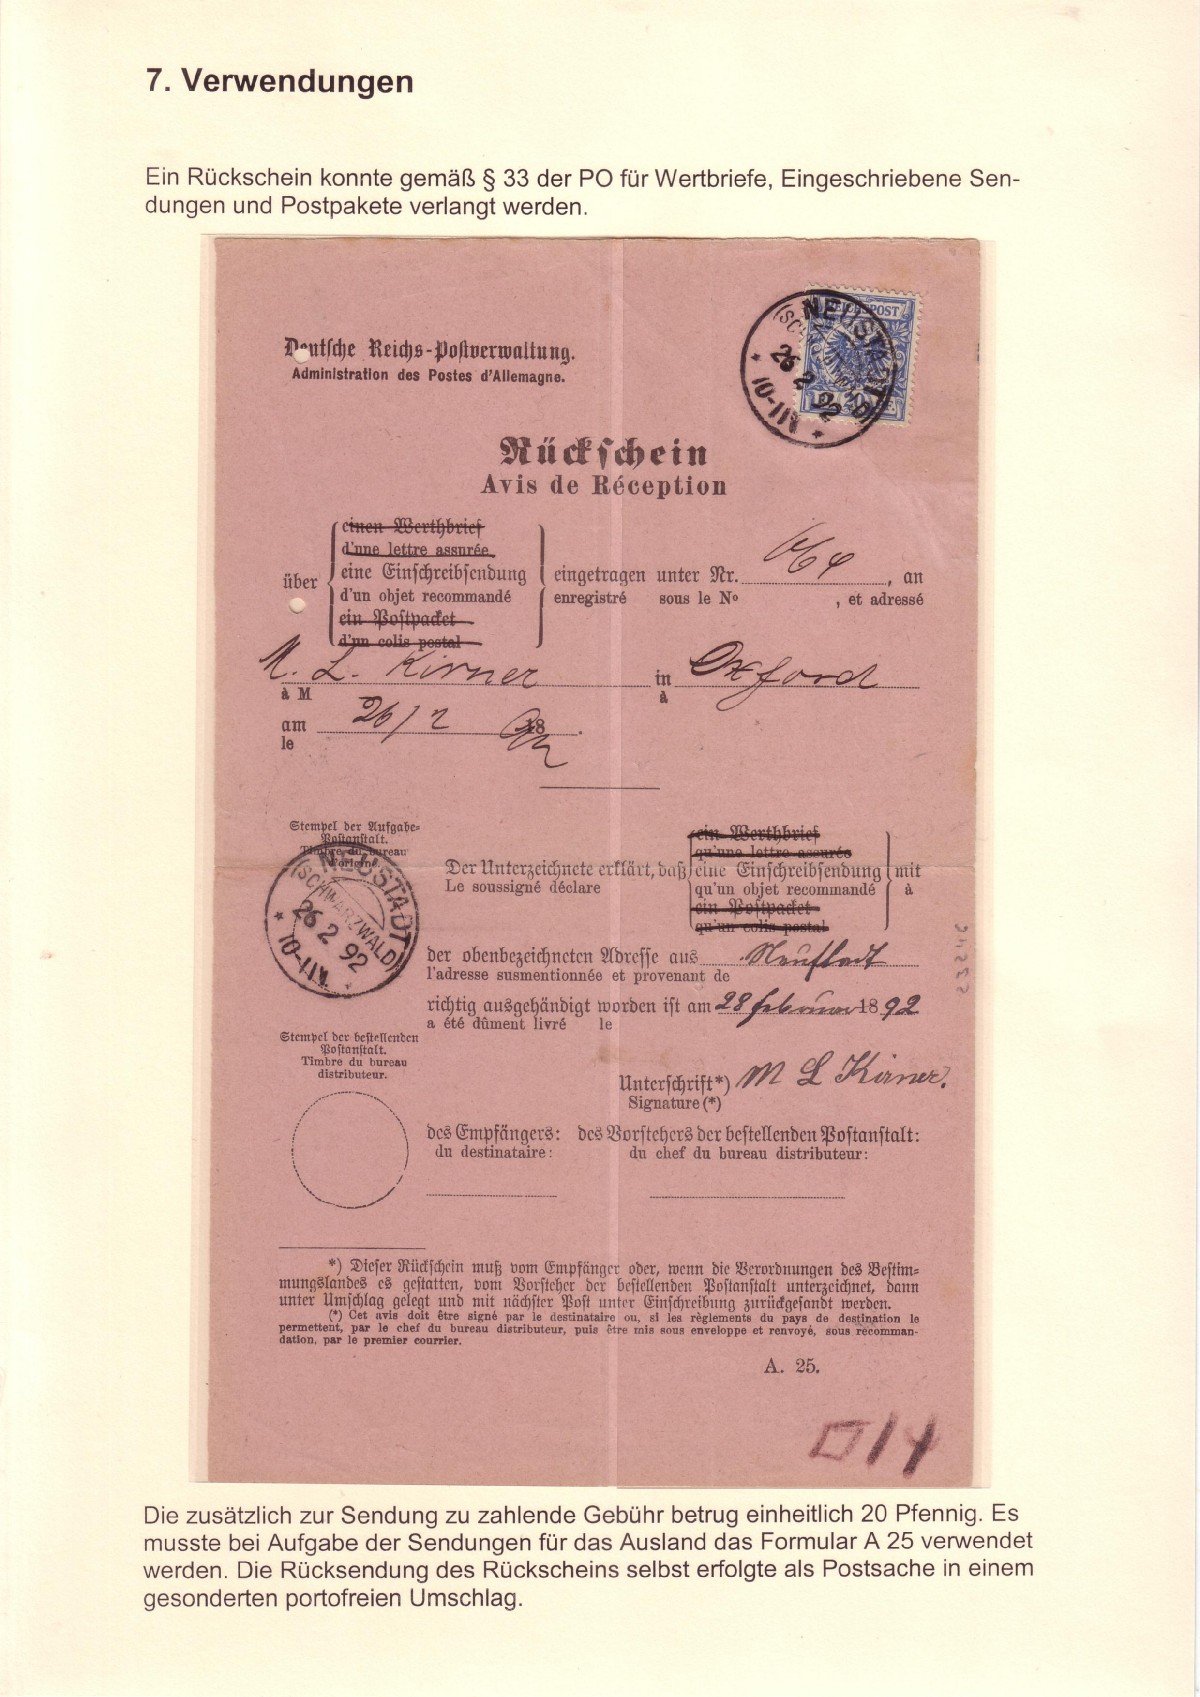 7. Verwendungen
Ein Rückschein konnte gemäß § 33 der PO für Wertbriefe, Eingeschriebene Sen-
dungen und Postpakete verlangt werden.
REICHSPOST
20
NEUSTADT
(SCHWARZWALD)
26 2 92
10-11V
Deutsche Reichs-Postverwaltung.
Administration des Postes d'Allemagne.
Rückschein
Avis de Réception
einen Werthbrief
d'une lettre assurée
über eine Einschreibsendung eingetragen unter Nr. , an
d'un objet recommandé enregistré sous le No , et adressé
ein Postpacket
d'un colis postal
M. L. Kirner in Oxford
à M à
am 26/2 1892.
le
Stempel der Aufgabe-
Postanstalt.
Timbre du bureau
d'origine.
NEUSTADT
(SCHWARZWALD)
26 2 92
10-11V
ein Werthbrief
qu'une lettre assurée
Der Unterzeichnete erklärt, daß eine Einschreibsendung mit
Le soussigné déclare qu'un objet recommandé à
ein Postpacket
qu'un colis postal
der obenbezeichneten Adresse aus Neustadt
l'adresse susmentionnée et provenant de
richtig ausgehändigt worden ist am 28 februar 1892
a été dûment livré le
Stempel der bestellenden
Postanstalt.
Timbre du bureau
distributeur.
Unterschrift*) M L Kirner.
Signature (*)
des Empfängers: des Vorstehers der bestellenden Postanstalt:
du destinataire: du chef du bureau distributeur:
*) Dieser Rückschein muß vom Empfänger oder, wenn die Verordnungen des Bestim-
mungslandes es gestatten, vom Vorsteher der bestellenden Postanstalt unterzeichnet, dann
unter Umschlag gelegt und mit nächster Post unter Einschreibung zurückgesandt werden.
(*) Cet avis doit être signé par le destinataire ou, si les règlements du pays de destination le
permettent, par le chef du bureau distributeur, puis être mis sous enveloppe et renvoyé, sous recomman-
dation, par le premier courrier.
A. 25.
Die zusätzlich zur Sendung zu zahlende Gebühr betrug einheitlich 20 Pfennig. Es
musste bei Aufgabe der Sendungen für das Ausland das Formular A 25 verwendet
werden. Die Rücksendung des Rückscheins selbst erfolgte als Postsache in einem
gesonderten portofreien Umschlag.